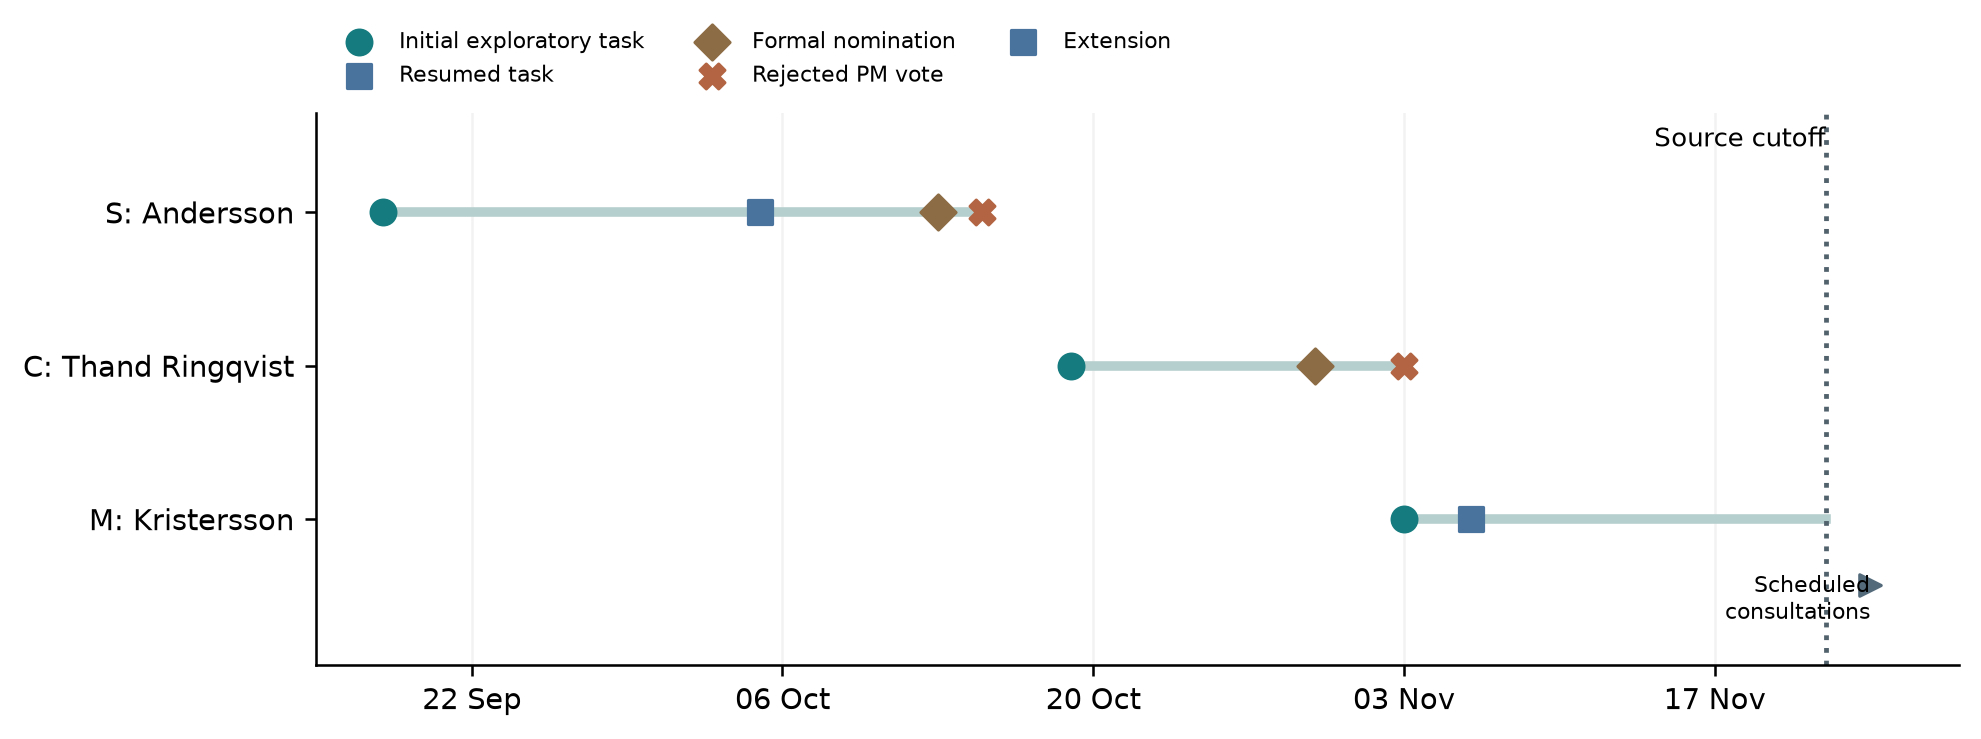 Initial exploratory task
Resumed task
Formal nomination
Rejected PM vote
Extension
Source cutoff
S: Andersson
C: Thand Ringqvist
M: Kristersson
Scheduled
consultations
22 Sep
06 Oct
20 Oct
03 Nov
17 Nov